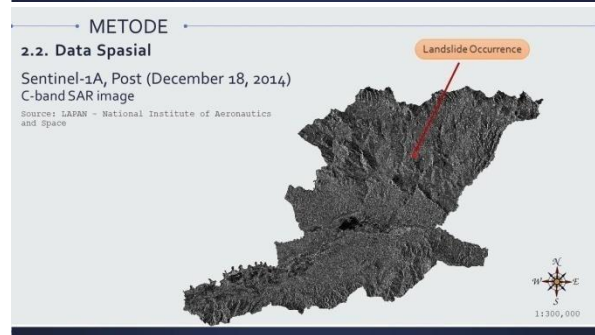 METODE
2.2. Data Spasial
Landslide Occurrence
Sentinel-1A, Post (December 18, 2014)
C-band SAR image
Source: LAPAN - National Institute of Aeronautics
and Space
N
W E
S
1:300,000